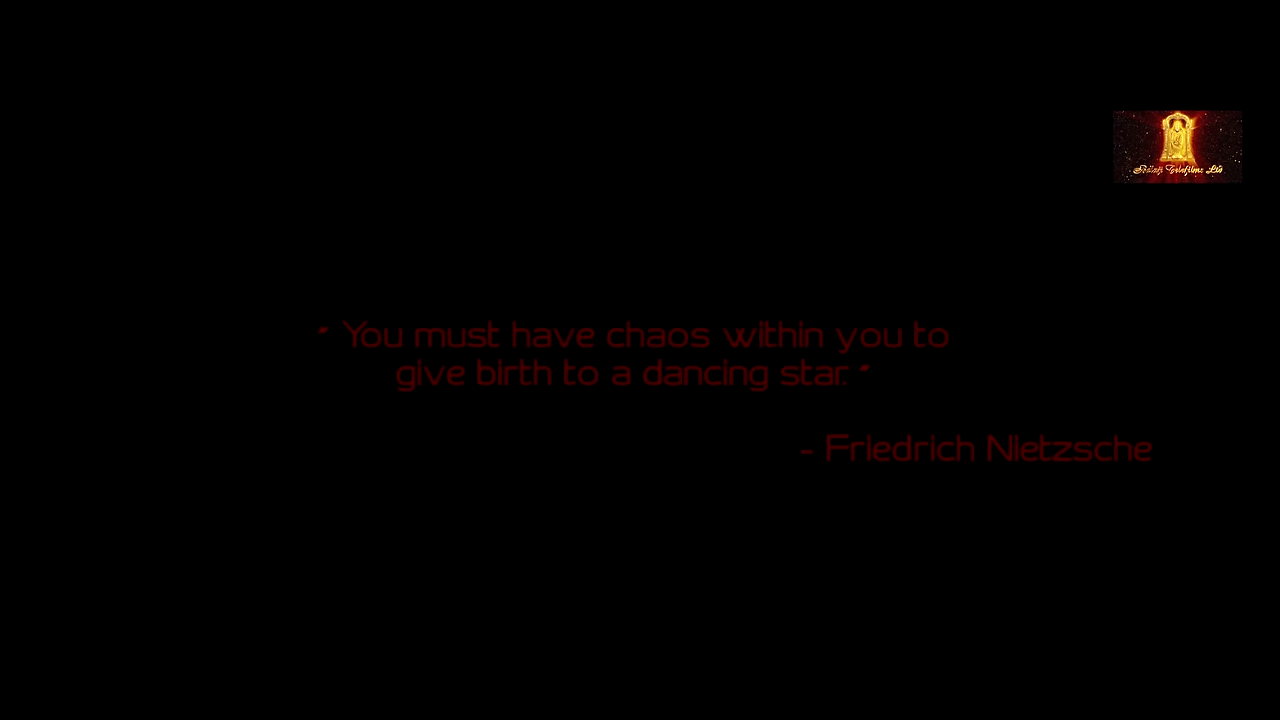 " You must have chaos within you to
give birth to a dancing star. "
- Friedrich Nietzsche